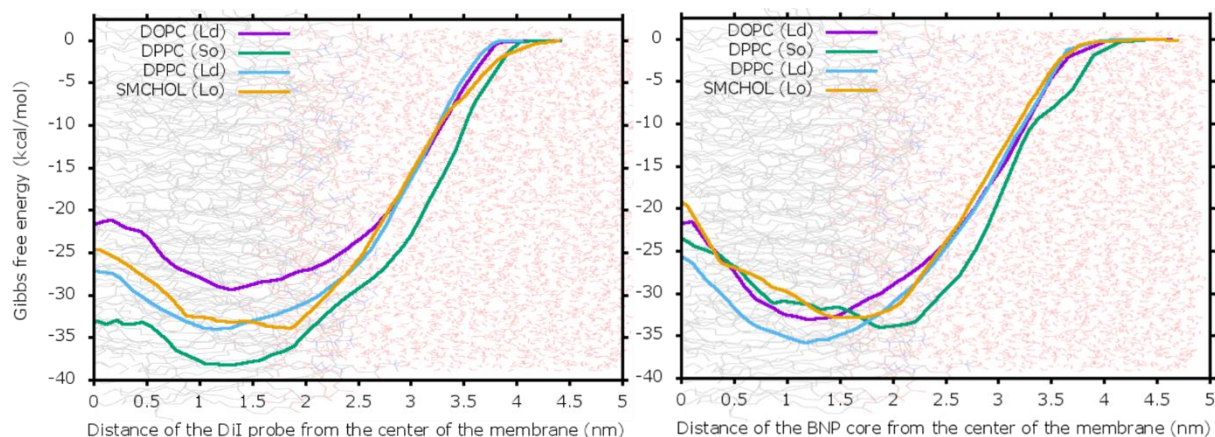 DOPC (Ld)
DPPC (So)
DPPC (Ld)
SMCHOL (Lo)
Gibbs free energy (kcal/mol)
0
-5
-10
-15
-20
-25
-30
-35
-40
0 0.5 1 1.5 2 2.5 3 3.5 4 4.5 5
Distance of the DiI probe from the center of the membrane (nm)
DOPC (Ld)
DPPC (So)
DPPC (Ld)
SMCHOL (Lo)
0
-5
-10
-15
-20
-25
-30
-35
-40
0 0.5 1 1.5 2 2.5 3 3.5 4 4.5 5
Distance of the BNP core from the center of the membrane (nm)